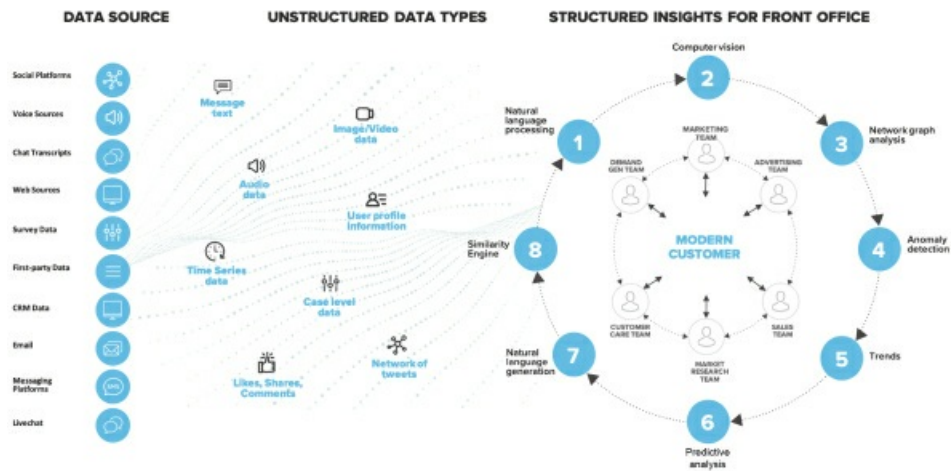 DATA SOURCE
UNSTRUCTURED DATA TYPES
STRUCTURED INSIGHTS FOR FRONT OFFICE
Social Platforms
Voice Sources
Chat Transcripts
Web Sources
Survey Data
First-party Data
CRM Data
Email
Messaging
Platforms
SMS
Livechat
Message
text
Image/Video
data
Audio
data
User profile
information
Time Series
data
Case level
data
Network of
tweets
Likes, Shares,
Comments
Natural
language
processing
1
Computer vision
2
3
Network graph
analysis
4
Anomaly
detection
5
Trends
6
Predictive
analysis
Natural
language
generation
7
Similarity
Engine
8
MARKETING
TEAM
DEMAND
GEN TEAM
ADVERTISING
TEAM
MODERN
CUSTOMER
CUSTOMER
CARE TEAM
SALES
TEAM
MARKET
RESEARCH
TEAM